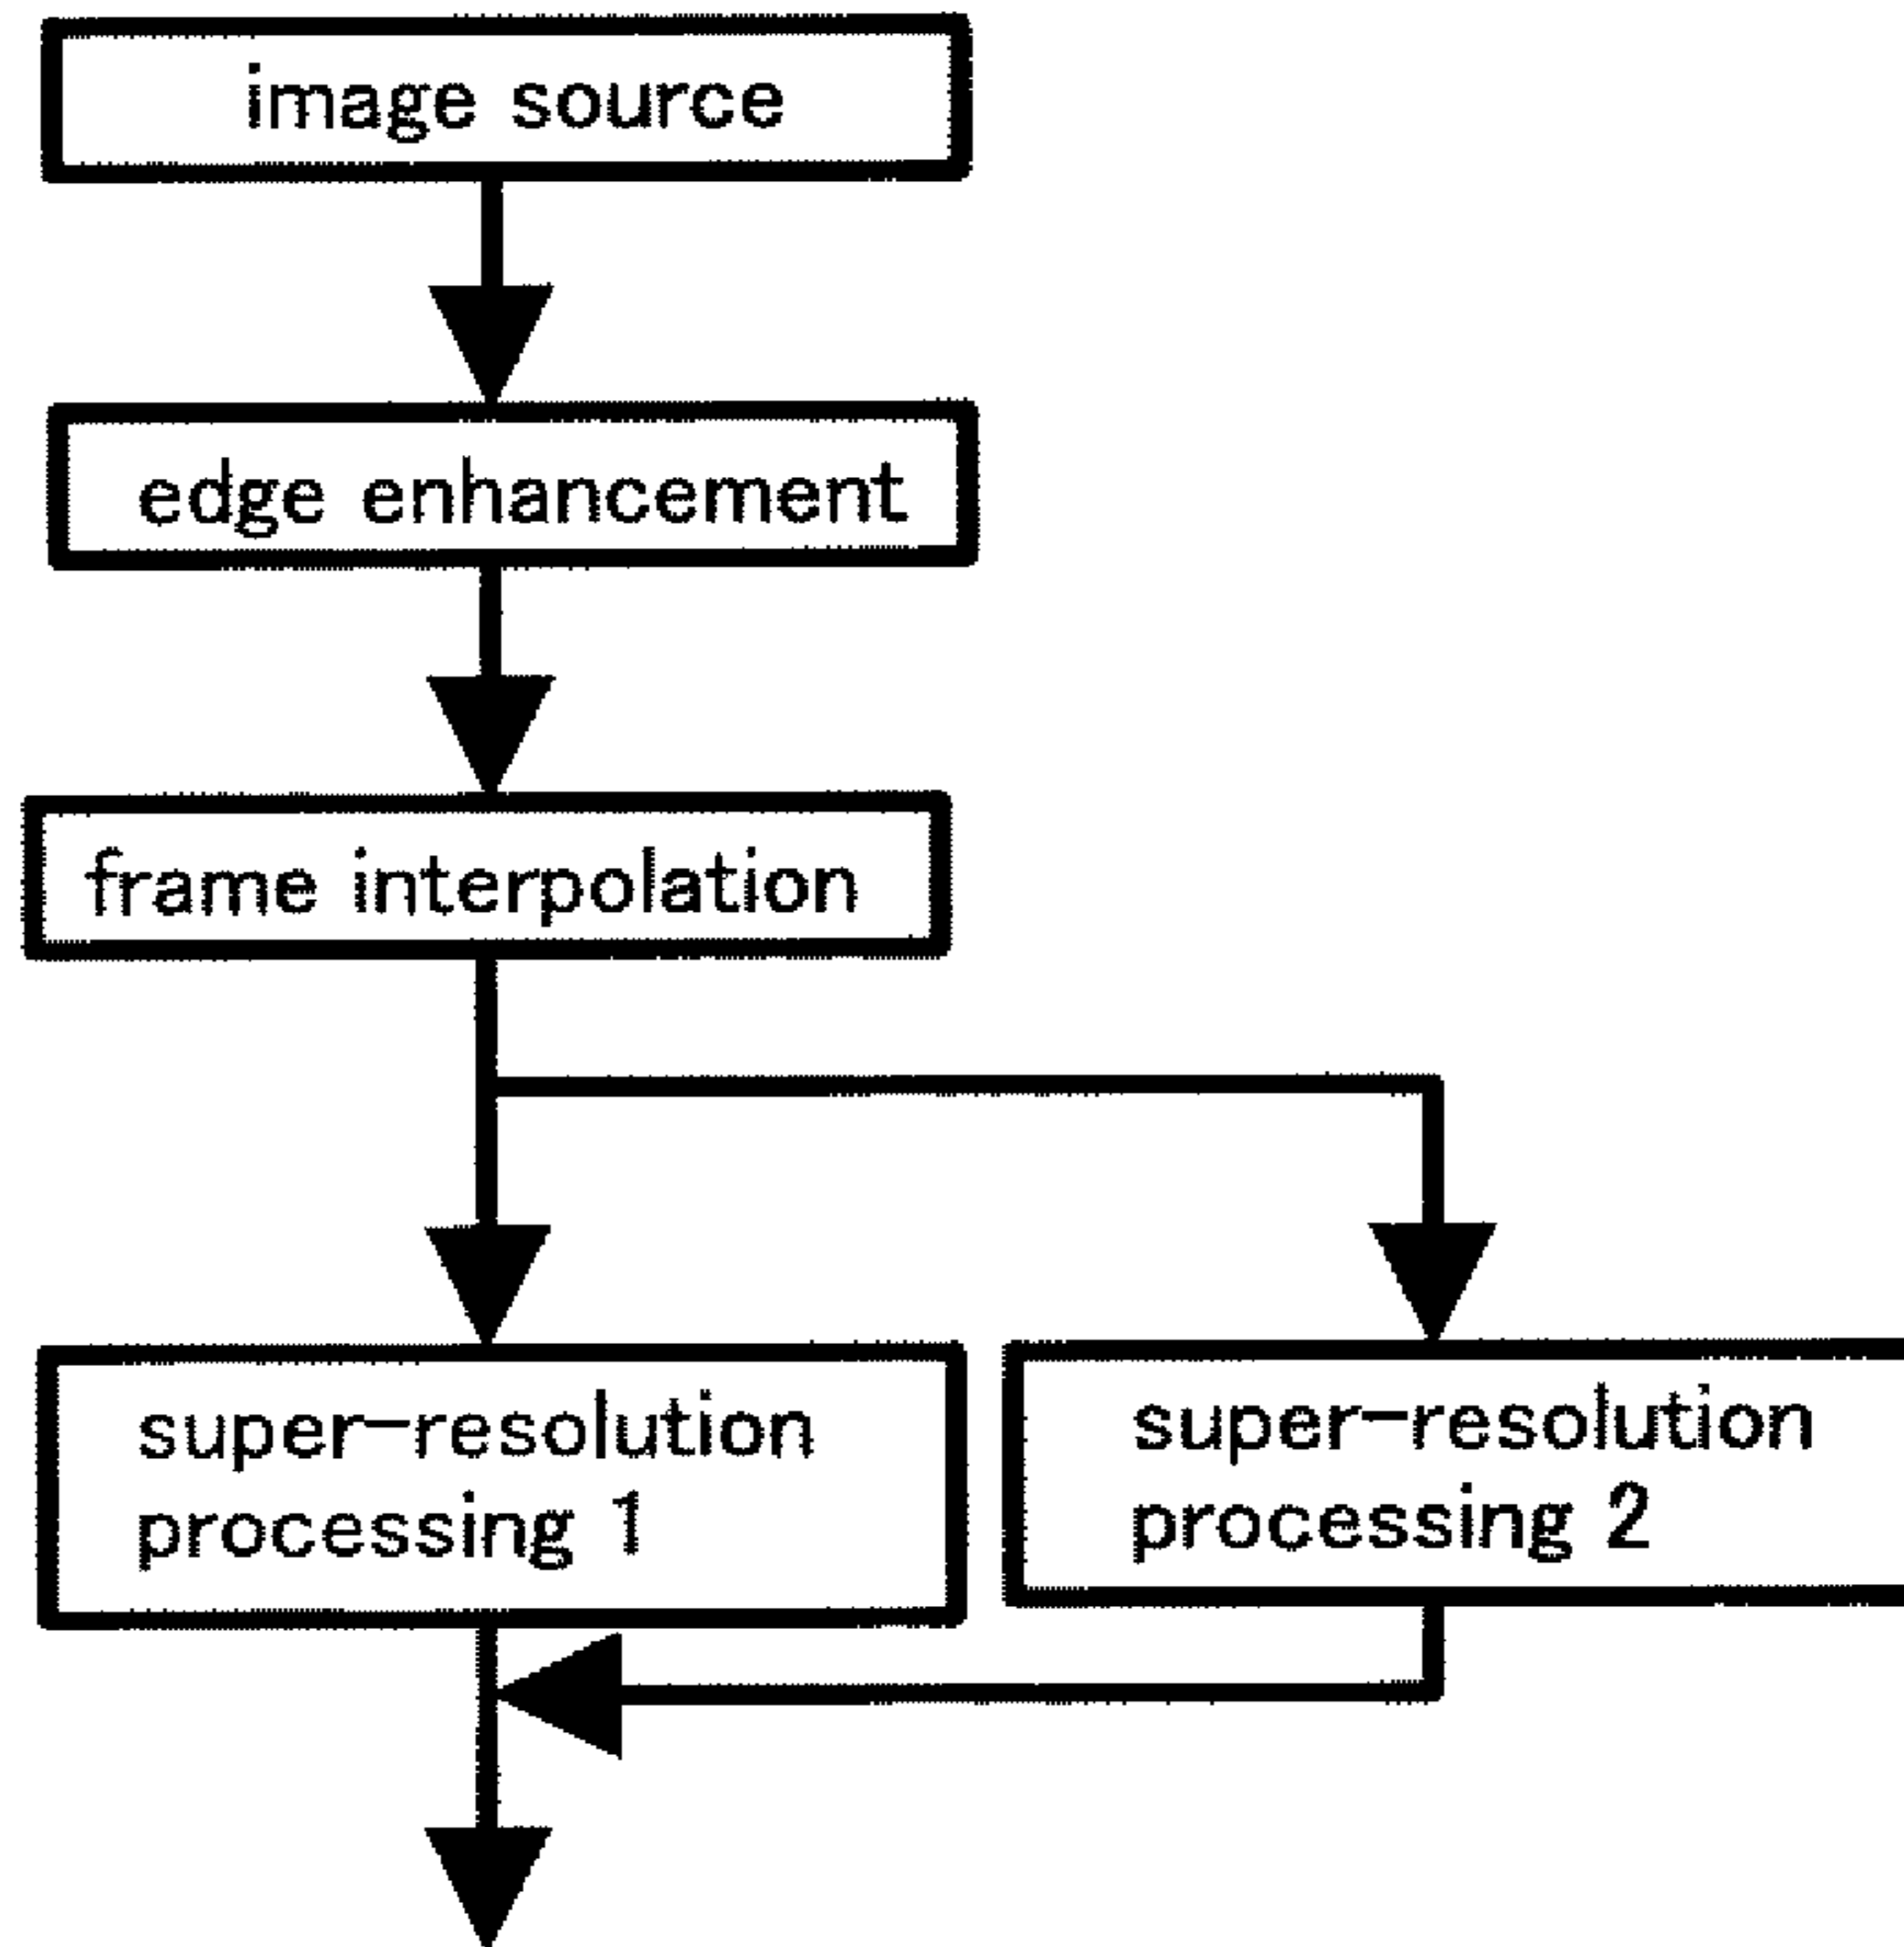 image source
edge enhancement
frame interpolation
super-resolution
processing 1
super-resolution
processing 2